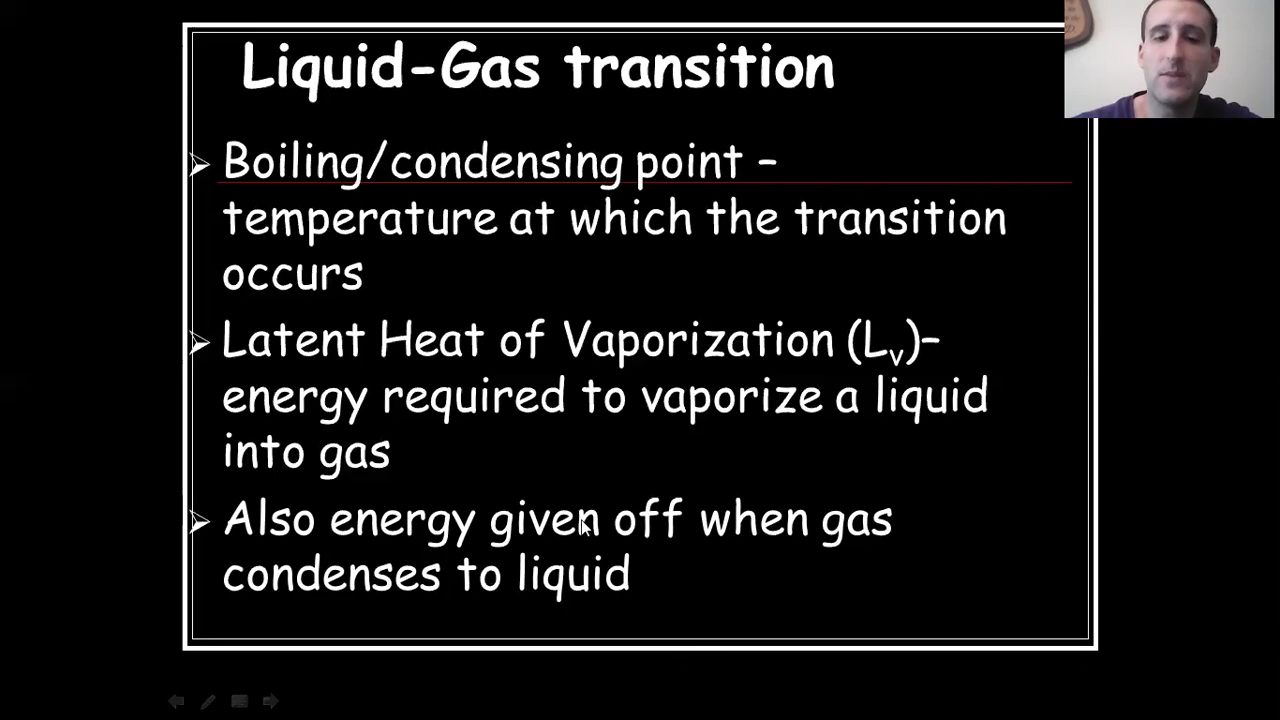 Liquid-Gas transition
➢ Boiling/condensing point –
temperature at which the transition
occurs
➢ Latent Heat of Vaporization (Lᵥ)–
energy required to vaporize a liquid
into gas
➢ Also energy given off when gas
condenses to liquid